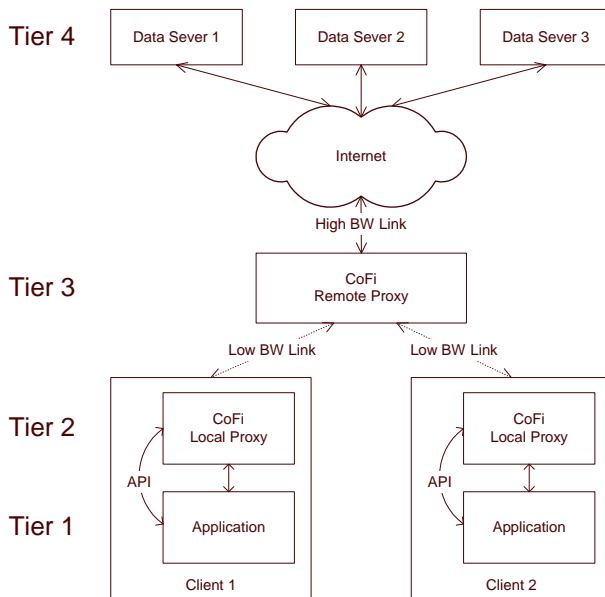 Tier 4
Data Sever 1
Data Sever 2
Data Sever 3
Internet
High BW Link
Tier 3
CoFi
Remote Proxy
Low BW Link
Low BW Link
Tier 2
CoFi
Local Proxy
CoFi
Local Proxy
API
API
Tier 1
Application
Application
Client 1
Client 2